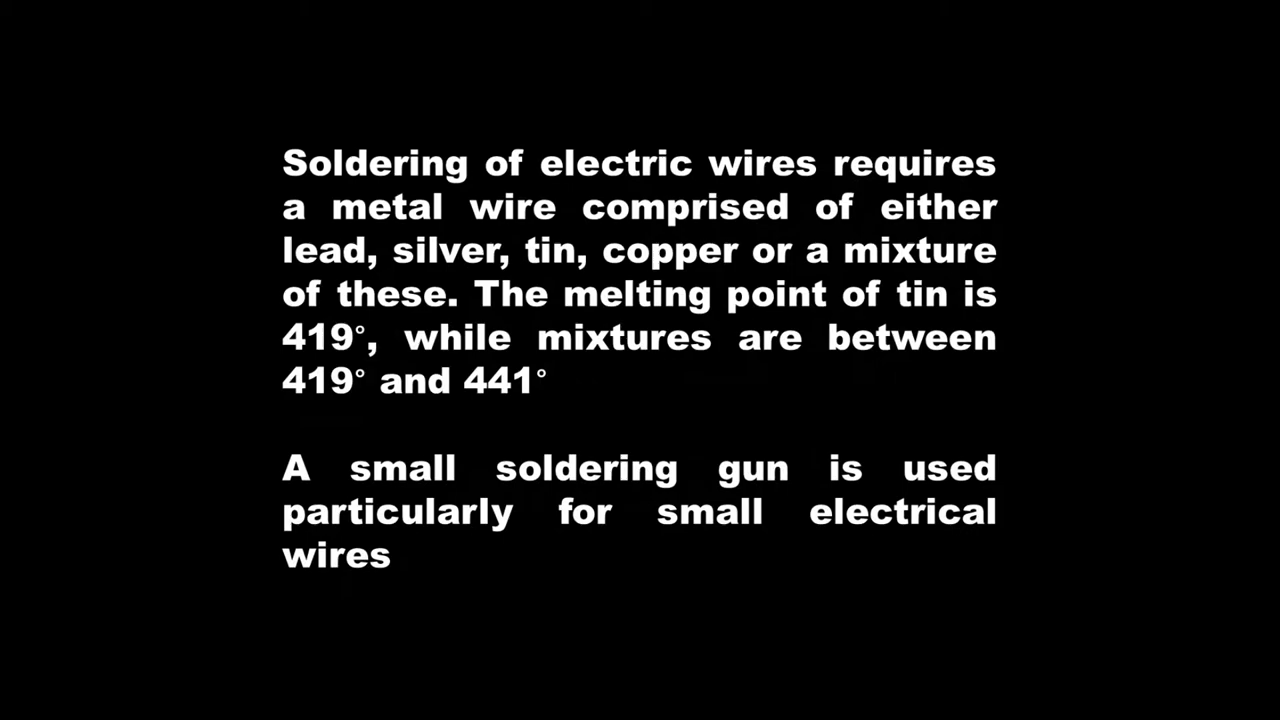 Soldering of electric wires requires
a metal wire comprised of either
lead, silver, tin, copper or a mixture
of these. The melting point of tin is
419°, while mixtures are between
419° and 441°
A small soldering gun is used
particularly for small electrical
wires